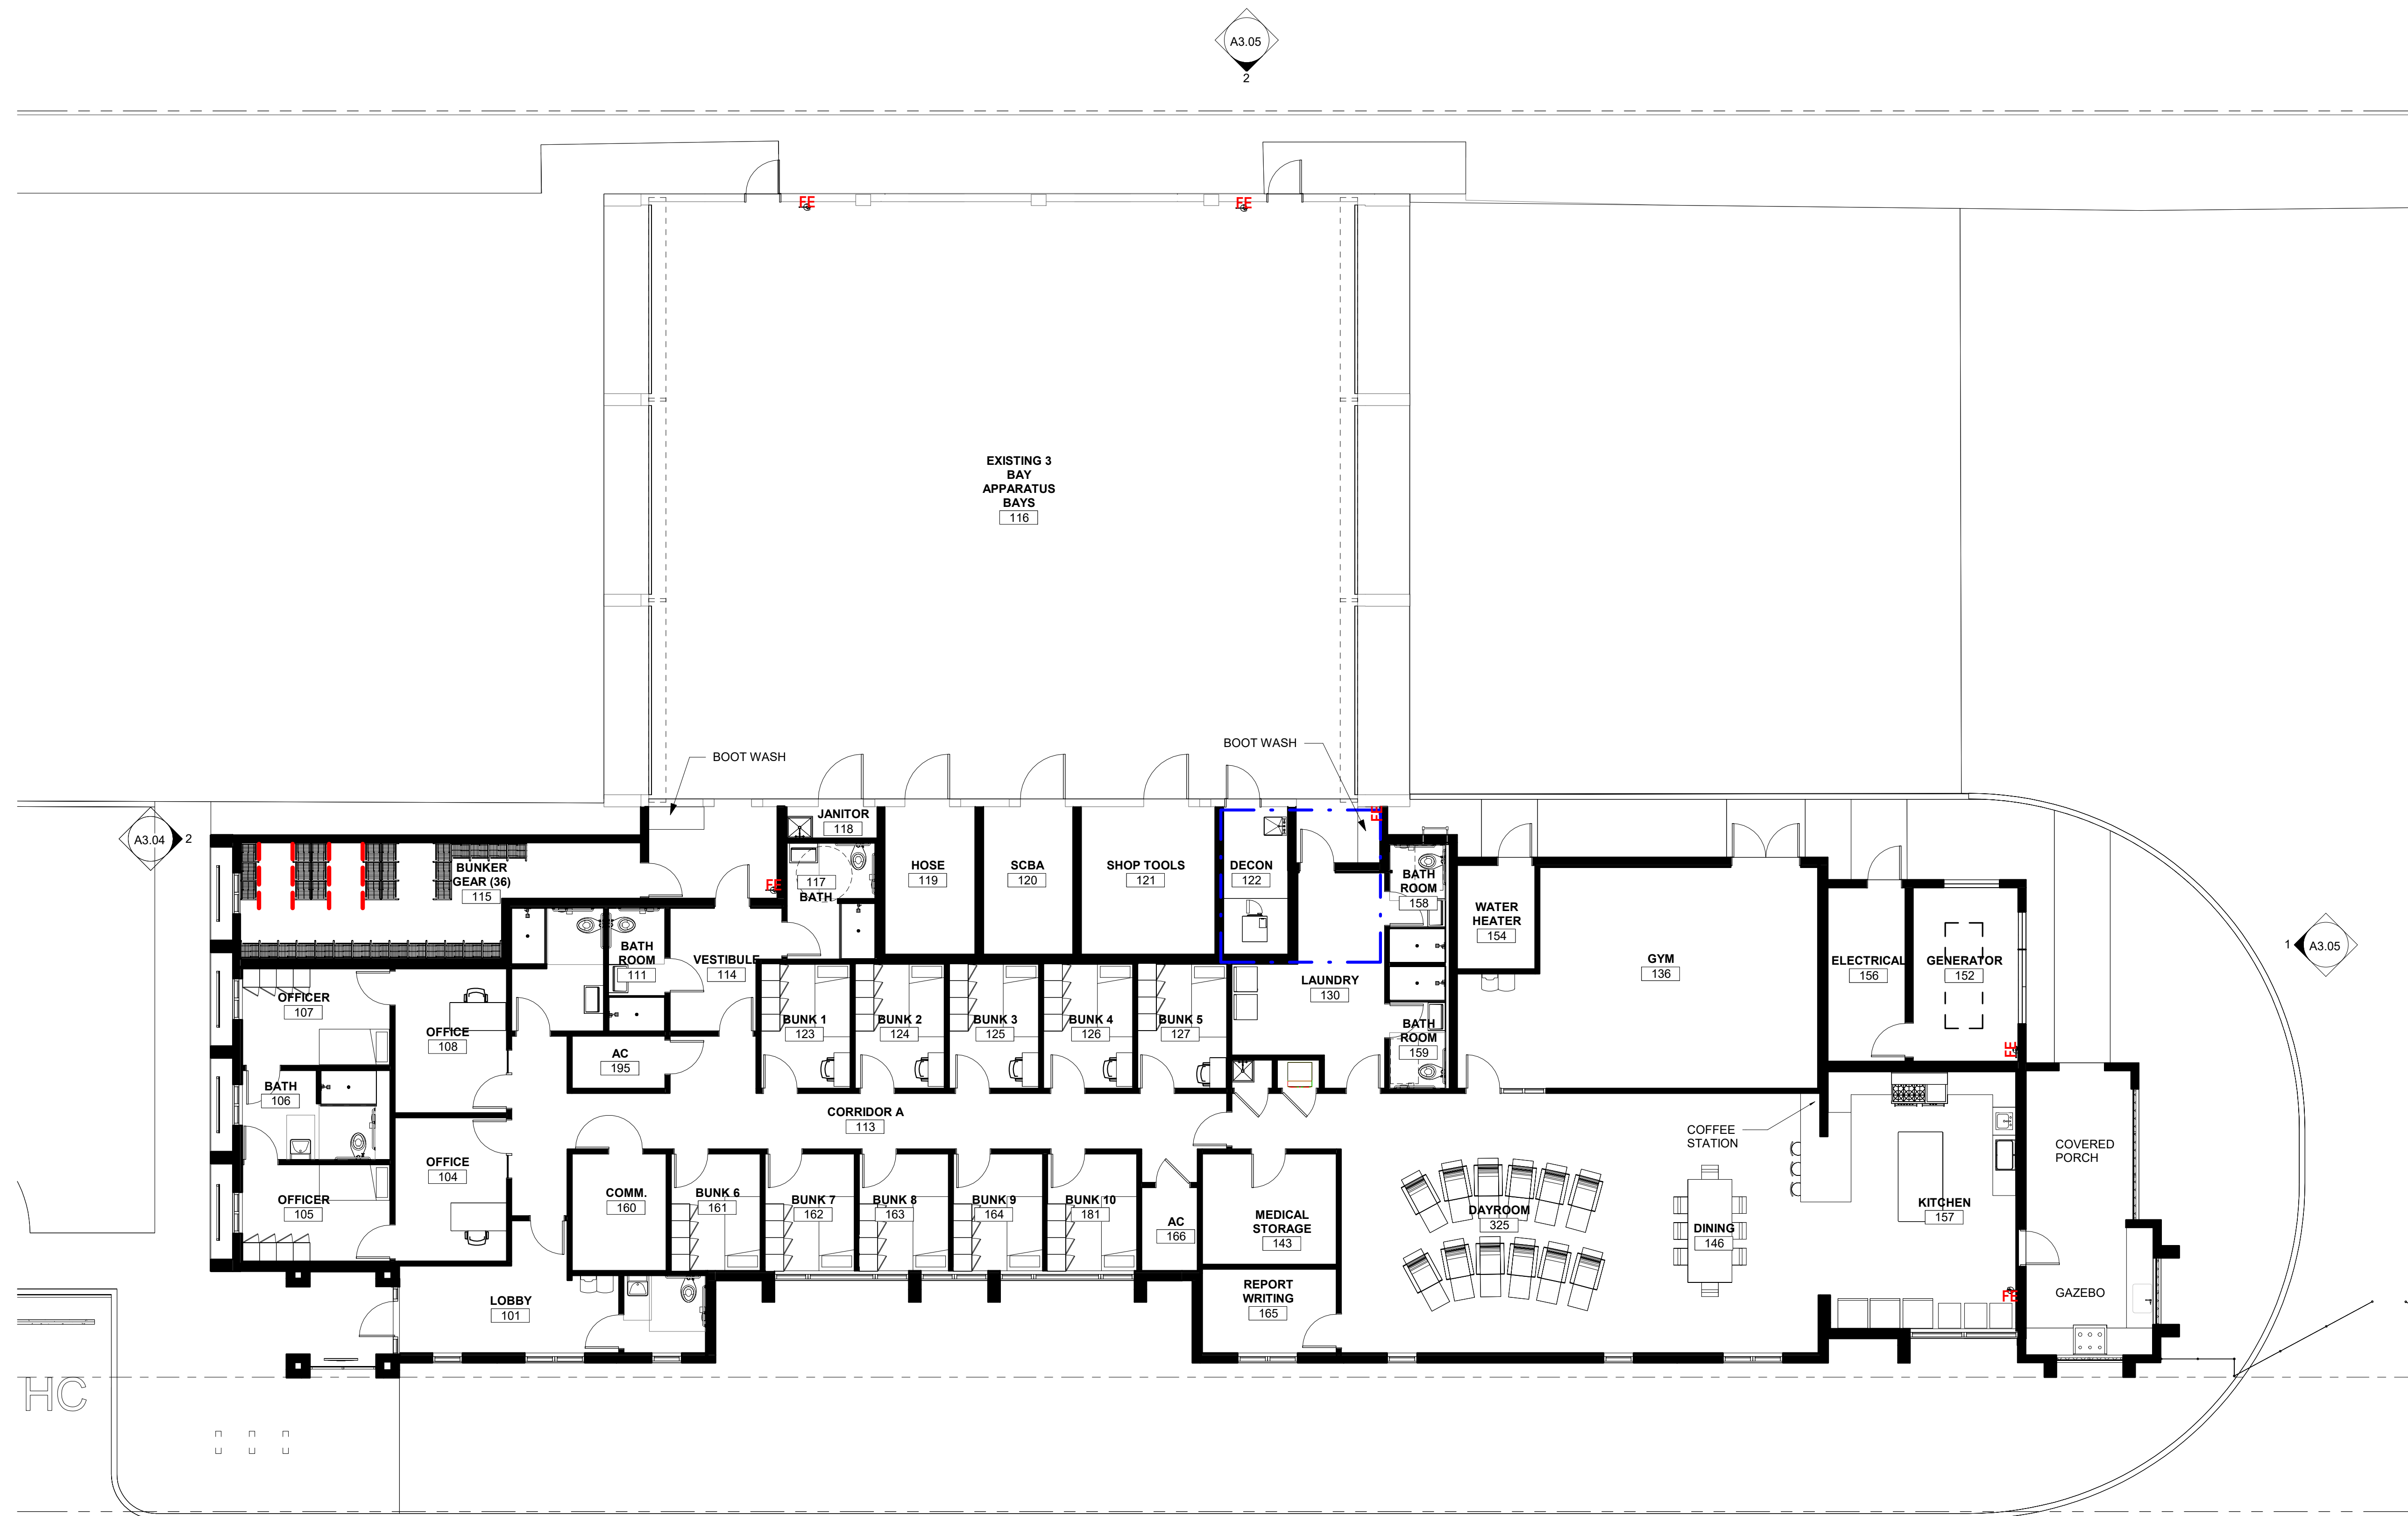 A3.05
2
FE
FE
EXISTING 3
BAY
APPARATUS
BAYS
116
BOOT WASH
BOOT WASH
A3.04
2
JANITOR
118
FE
BUNKER
GEAR (36)
115
FE
117
BATH
HOSE
119
SCBA
120
SHOP TOOLS
121
DECON
122
BATH
ROOM
158
WATER
HEATER
154
BATH
ROOM
111
VESTIBULE
114
LAUNDRY
130
GYM
136
ELECTRICAL
156
GENERATOR
152
1
A3.05
OFFICER
107
OFFICE
108
AC
195
BUNK 1
123
BUNK 2
124
BUNK 3
125
BUNK 4
126
BUNK 5
127
BATH
ROOM
159
FE
BATH
106
CORRIDOR A
113
COFFEE
STATION
COVERED
PORCH
OFFICE
104
OFFICER
105
COMM.
160
BUNK 6
161
BUNK 7
162
BUNK 8
163
BUNK 9
164
BUNK 10
181
AC
166
MEDICAL
STORAGE
143
DAYROOM
325
DINING
146
KITCHEN
157
LOBBY
101
REPORT
WRITING
165
FE
GAZEBO
HC